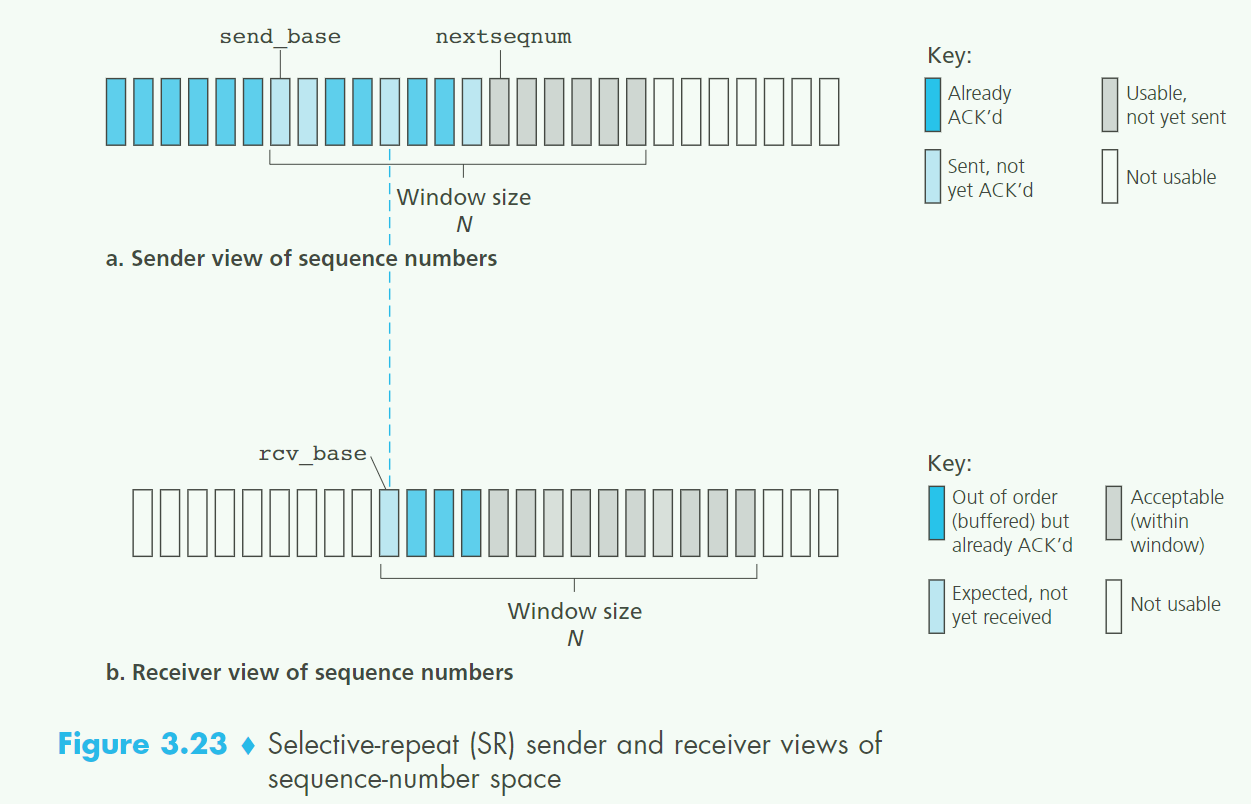 send_base
nextseqnum
Key:
Already
ACK’d
Usable,
not yet sent
Sent, not
yet ACK’d
Not usable
Window size
N
a. Sender view of sequence numbers
rcv_base
Key:
Out of order
(buffered) but
already ACK’d
Acceptable
(within
window)
Expected, not
yet received
Not usable
Window size
N
b. Receiver view of sequence numbers
Figure 3.23 ♦ Selective-repeat (SR) sender and receiver views of
sequence-number space